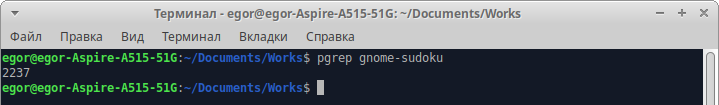 Терминал - egor@egor-Aspire-A515-51G: ~/Documents/Works
Файл Правка Вид Терминал Вкладки Справка
egor@egor-Aspire-A515-51G:~/Documents/Works$ pgrep gnome-sudoku
2237
egor@egor-Aspire-A515-51G:~/Documents/Works$